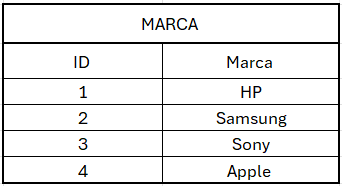 MARCA
ID Marca
1 HP
2 Samsung
3 Sony
4 Apple